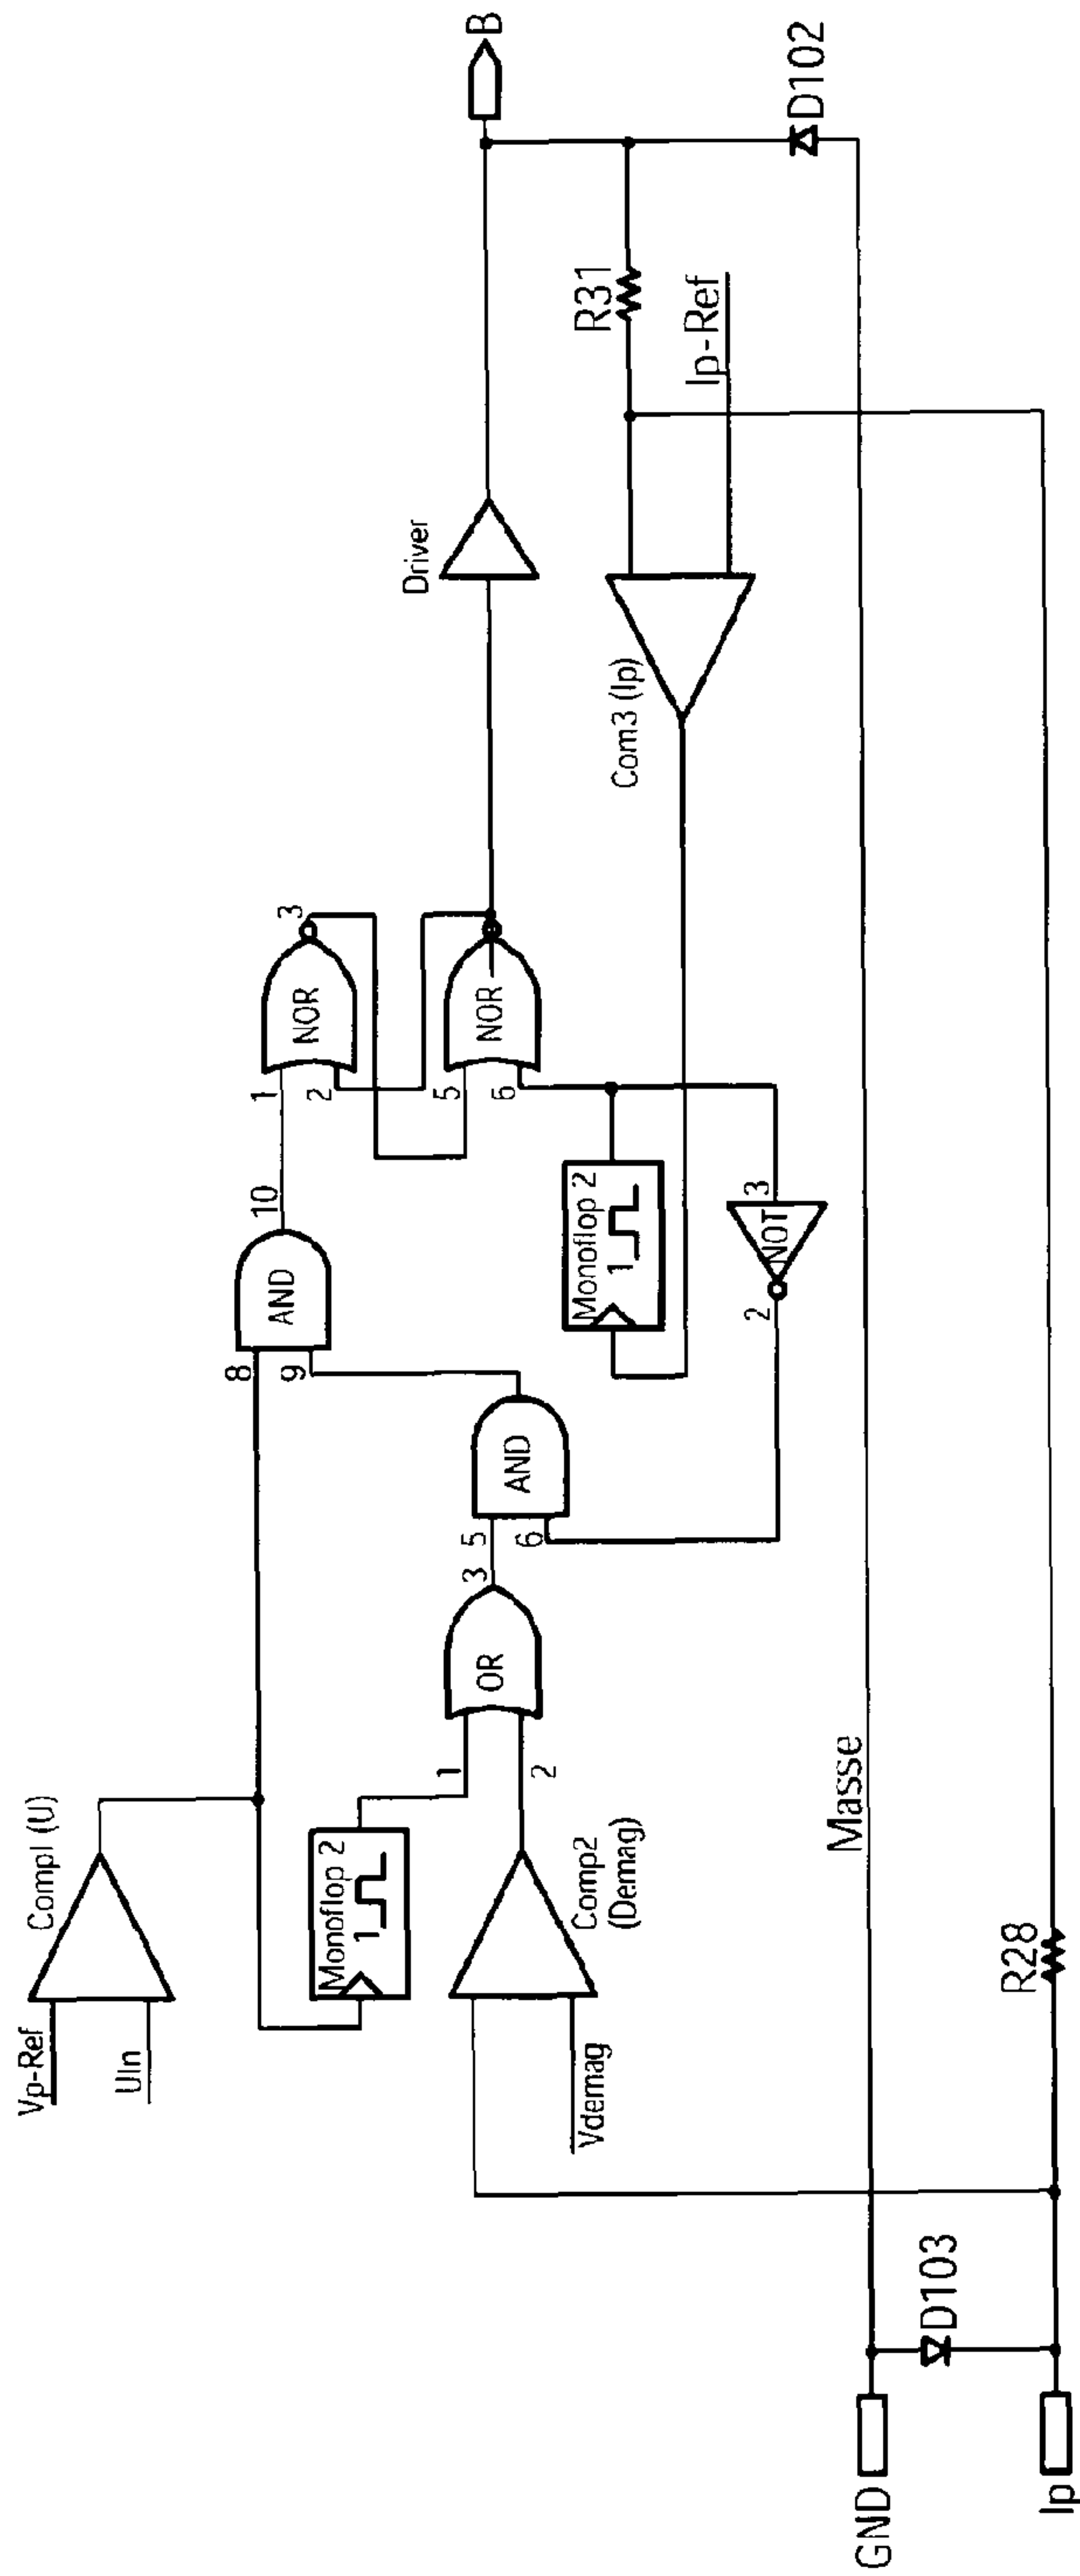 Vp-Ref
UIn
CompI (U)
Monoflop 2
1
Vdemag
Comp2
(Demag)
1
2
OR
3
5
6
AND
8
9
AND
10
1
2
NOR
3
5
6
NOR
Monoflop 2
1
2
NOT
3
Com3 (Ip)
Driver
R31
Ip-Ref
B
D102
Masse
GND
D103
R28
Ip